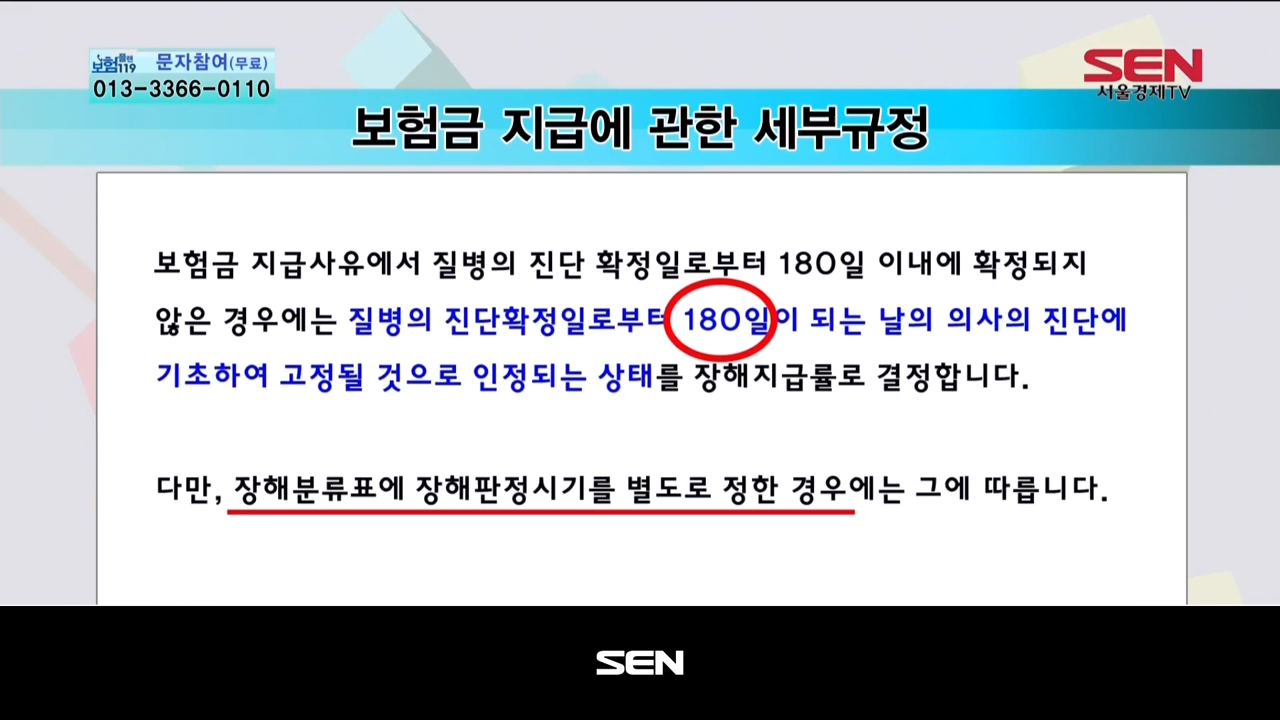 보험플랜119 문자참여(무료)
013-3366-0110
SEN
서울경제TV
보험금 지급에 관한 세부규정
보험금 지급사유에서 질병의 진단 확정일로부터 180일 이내에 확정되지
않은 경우에는 질병의 진단확정일로부터 180일이 되는 날의 의사의 진단에
기초하여 고정될 것으로 인정되는 상태를 장해지급률로 결정합니다.
다만, 장해분류표에 장해판정시기를 별도로 정한 경우에는 그에 따릅니다.
SEN